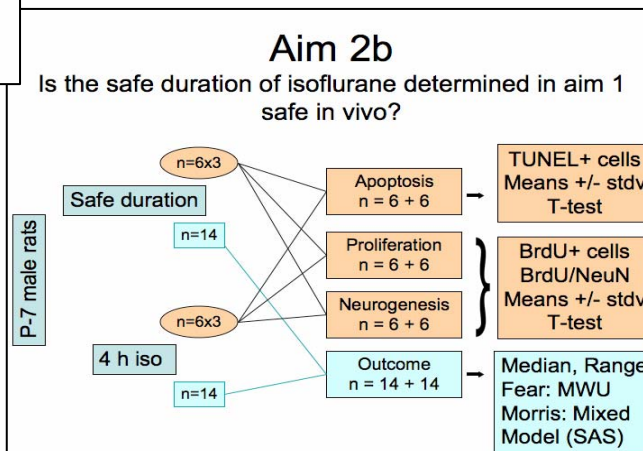 Aim 2b
Is the safe duration of isoflurane determined in aim 1
safe in vivo?
P-7 male rats
n=6x3
Safe duration
n=14
n=6x3
4 h iso
n=14
Apoptosis
n = 6 + 6
Proliferation
n = 6 + 6
Neurogenesis
n = 6 + 6
Outcome
n = 14 + 14
TUNEL+ cells
Means +/- stdv
T-test
BrdU+ cells
BrdU/NeuN
Means +/- stdv
T-test
Median, Range
Fear: MWU
Morris: Mixed
Model (SAS)